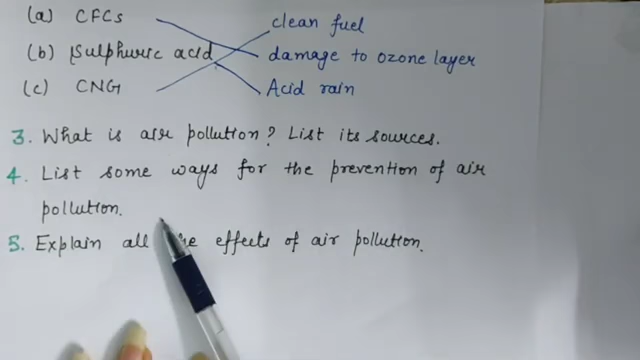 (a) CFCs clean fuel
(b) Sulphuric acid damage to ozone layer
(c) CNG Acid rain
3. What is air pollution? List its sources.
4. List some ways for the prevention of air
pollution.
5. Explain all the effects of air pollution.